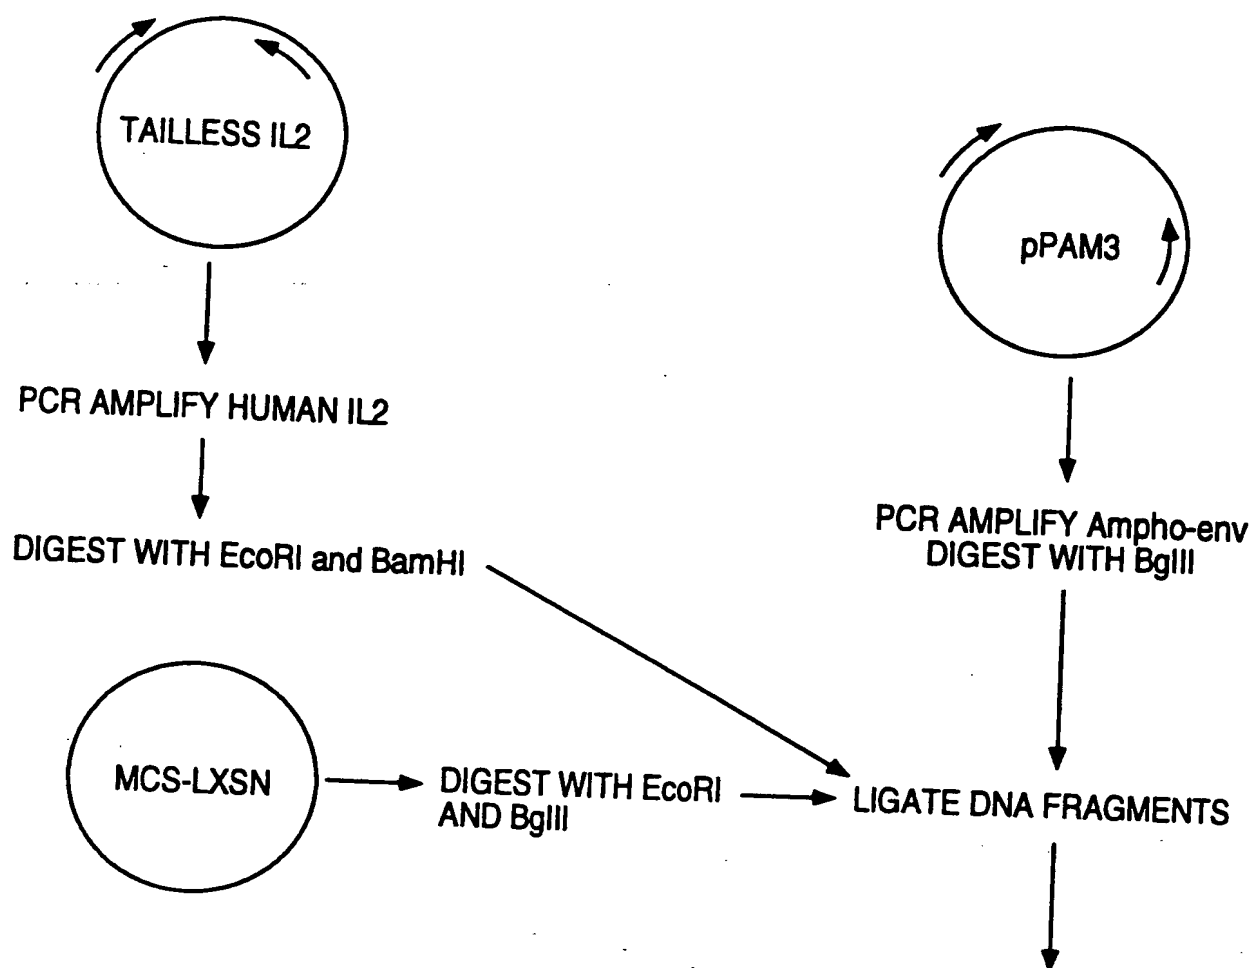 TAILLESS IL2
pPAM3
PCR AMPLIFY HUMAN IL2
DIGEST WITH EcoRI and BamHI
PCR AMPLIFY Ampho-env
DIGEST WITH BglII
MCS-LXSN
DIGEST WITH EcoRI
AND BglII
LIGATE DNA FRAGMENTS